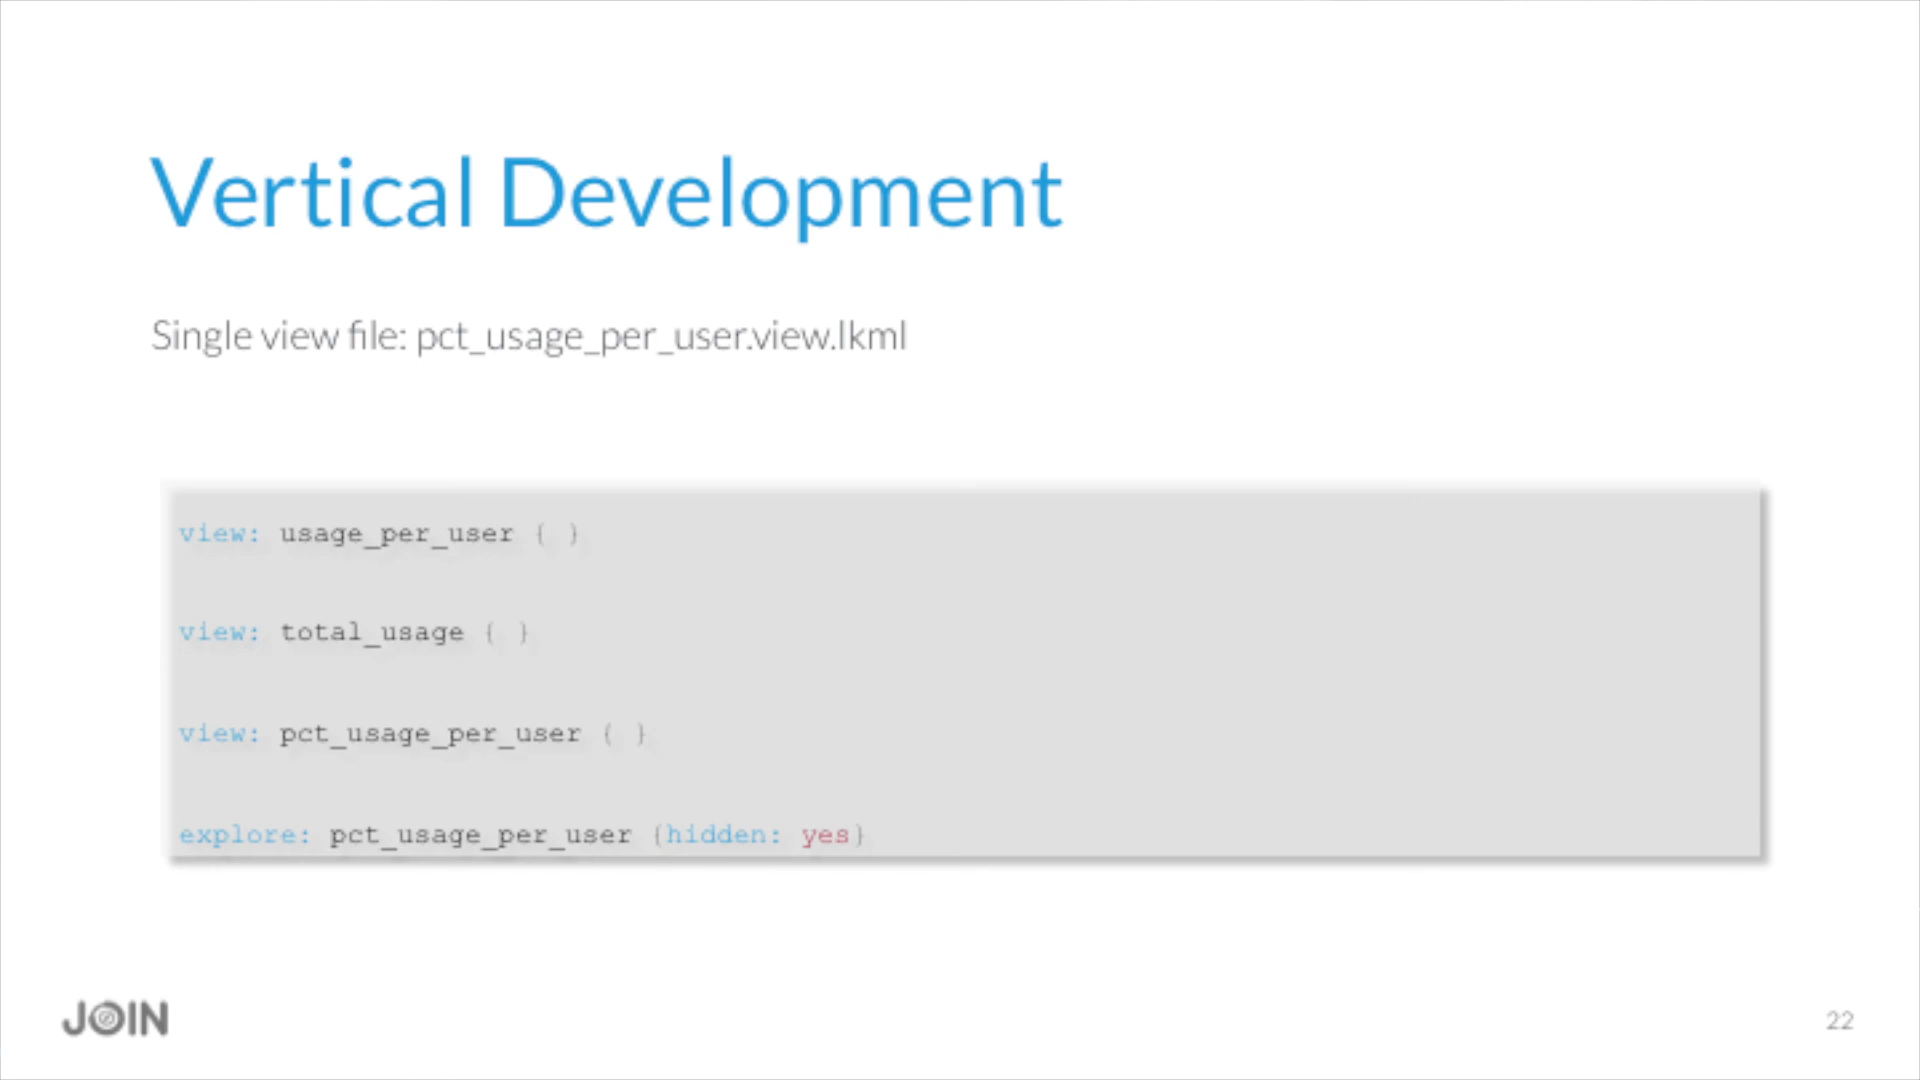 Vertical Development
Single view file: pct_usage_per_user.view.lkml
view: usage_per_user { }
view: total_usage { }
view: pct_usage_per_user { }
explore: pct_usage_per_user {hidden: yes}
JOIN
22